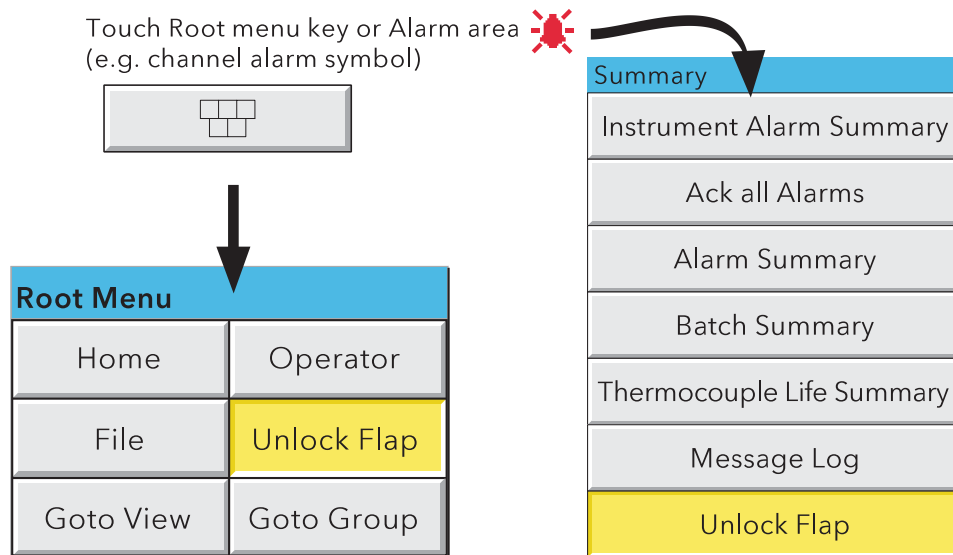 Touch Root menu key or Alarm area
(e.g. channel alarm symbol)
Root Menu
Home
Operator
File
Unlock Flap
Goto View
Goto Group
Summary
Instrument Alarm Summary
Ack all Alarms
Alarm Summary
Batch Summary
Thermocouple Life Summary
Message Log
Unlock Flap